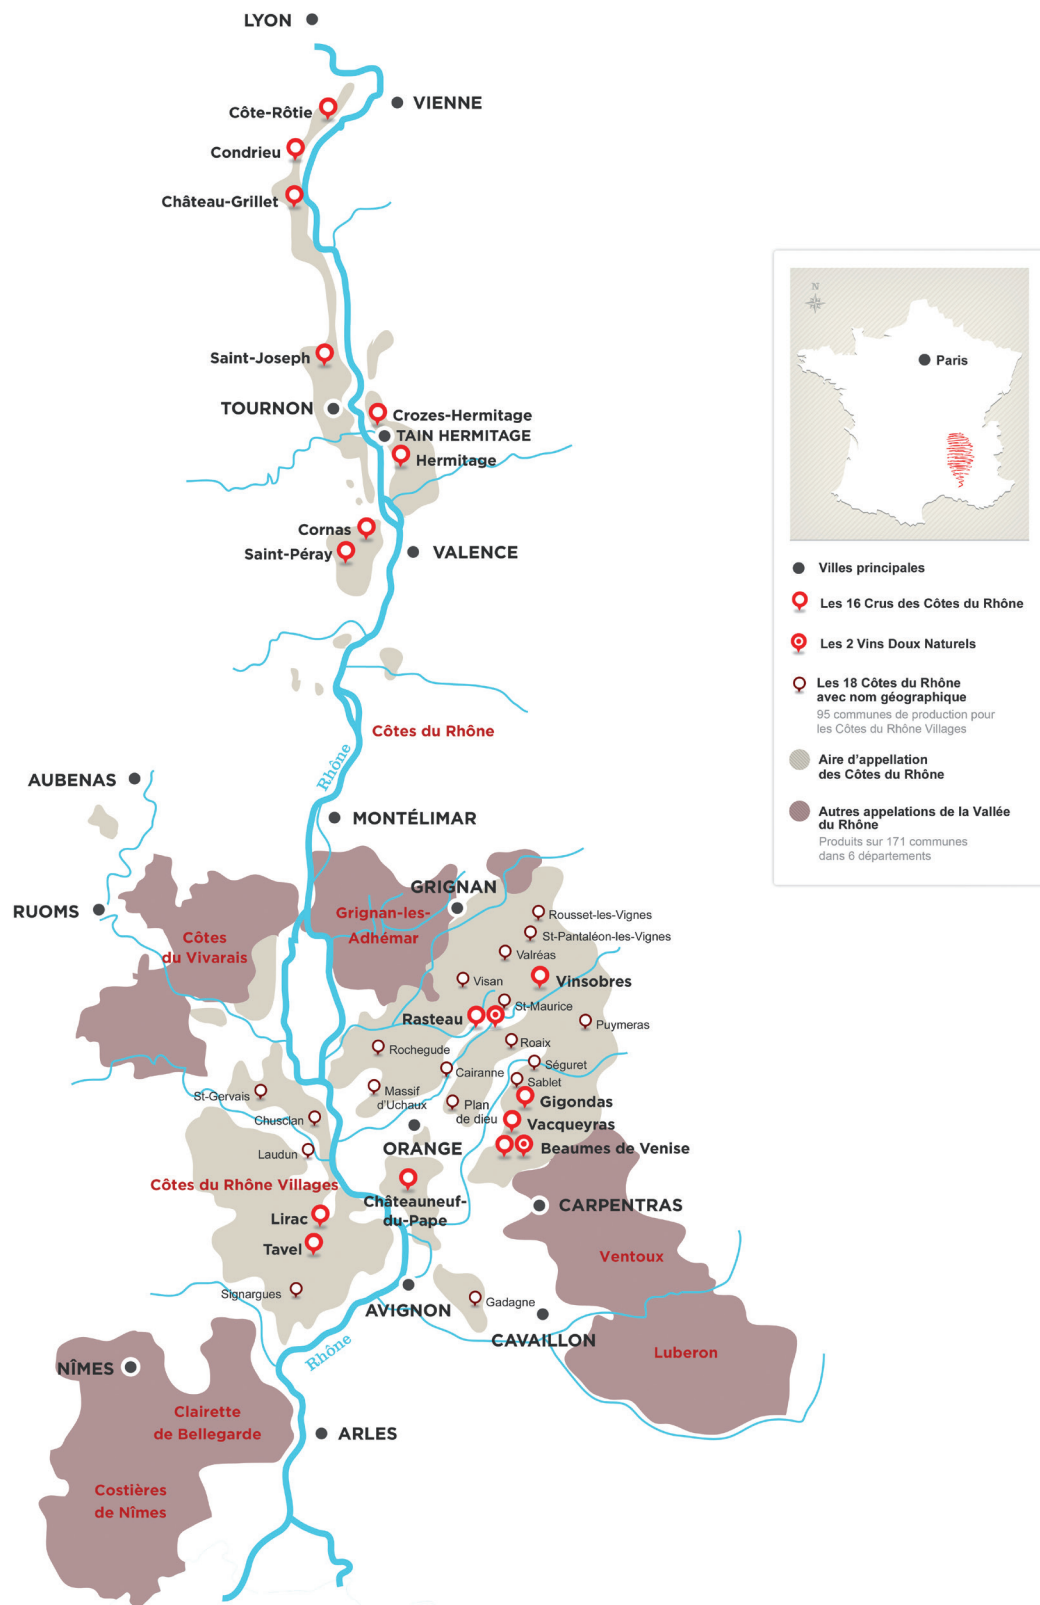 LYON
VIENNE
Côte-Rôtie
Condrieu
Château-Grillet
Saint-Joseph
TOURNON
Crozes-Hermitage
TAIN HERMITAGE
Hermitage
Cornas
Saint-Péray
VALENCE
Côtes du Rhône
Rhône
AUBENAS
MONTÉLIMAR
RUOMS
GRIGNAN
Grignan-les-
Adhémar
Côtes
du Vivarais
Rousset-les-Vignes
St-Pantaléon-les-Vignes
Valréas
Visan
Vinsobres
St-Maurice
Rasteau
Puymeras
Roaix
Rochegude
Séguret
Cairanne
Sablet
St-Gervais
Massif
d'Uchaux
Plan
de dieu
Gigondas
Chusclan
Vacqueyras
ORANGE
Laudun
Beaumes de Venise
Côtes du Rhône Villages
Châteauneuf-
du-Pape
CARPENTRAS
Lirac
Tavel
Ventoux
Signargues
AVIGNON
Gadagne
CAVAILLON
Rhône
Luberon
NÎMES
Clairette
de Bellegarde
ARLES
Costières
de Nîmes
N
Paris
Villes principales
Les 16 Crus des Côtes du Rhône
Les 2 Vins Doux Naturels
Les 18 Côtes du Rhône
avec nom géographique
95 communes de production pour
les Côtes du Rhône Villages
Aire d'appellation
des Côtes du Rhône
Autres appelations de la Vallée
du Rhône
Produits sur 171 communes
dans 6 départements